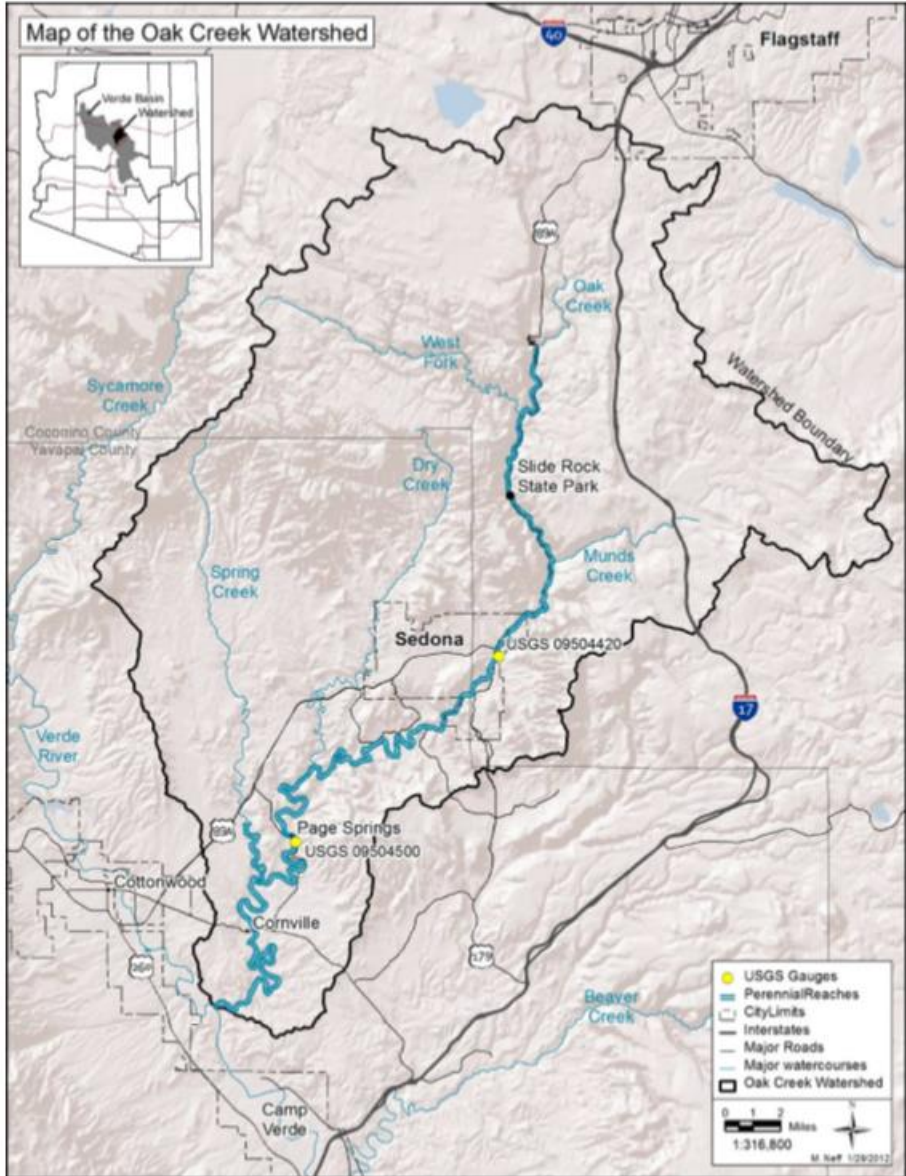 Map of the Oak Creek Watershed
Verde Basin
Watershed
40
Flagstaff
89A
Oak
Creek
West
Fork
Sycamore
Creek
Watershed Boundary
Coconino County
Yavapai County
Dry
Creek
Slide Rock
State Park
Spring
Creek
Munds
Creek
Sedona
USGS 09504420
17
Verde
River
89A
Page Springs
USGS 09504500
Cottonwood
Cornville
260
179
Beaver
Creek
Camp
Verde
USGS Gauges
PerennialReaches
CityLimits
Interstates
Major Roads
Major watercourses
Oak Creek Watershed
0 1 2
Miles
1:316,800
N
M. Neff 1/29/2012